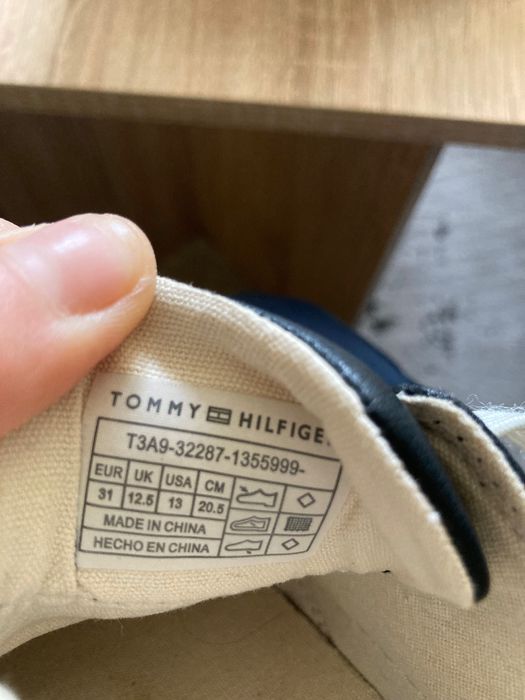 TOMMY HILFIGE
T3A9-32287-1355999-
EUR UK USA CM
31 12.5 13 20.5
MADE IN CHINA
HECHO EN CHINA